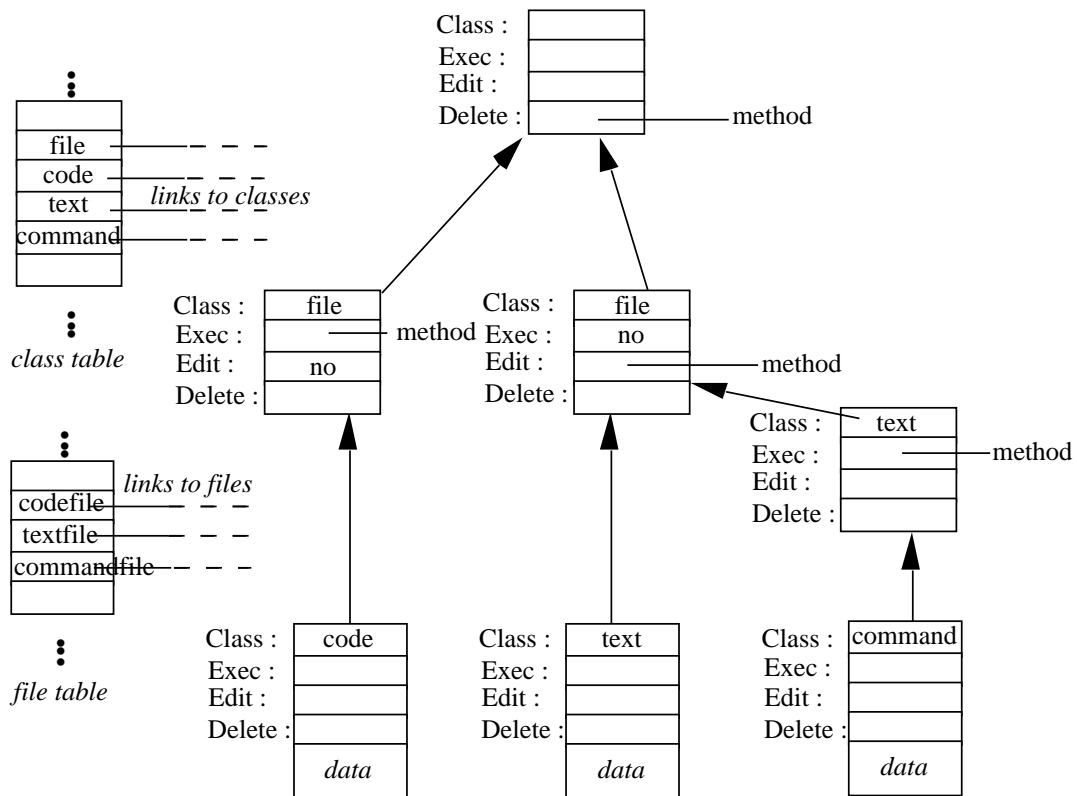 Class :
Exec :
Edit :
Delete :
method
file
code
links to classes
text
command
class table
Class : file
Exec :
method
Edit : no
Delete :
Class : file
Exec : no
Edit :
method
Delete :
Class : text
Exec :
method
Edit :
Delete :
links to files
codefile
textfile
commandfile
file table
Class : code
Exec :
Edit :
Delete :
data
Class : text
Exec :
Edit :
Delete :
data
Class : command
Exec :
Edit :
Delete :
data